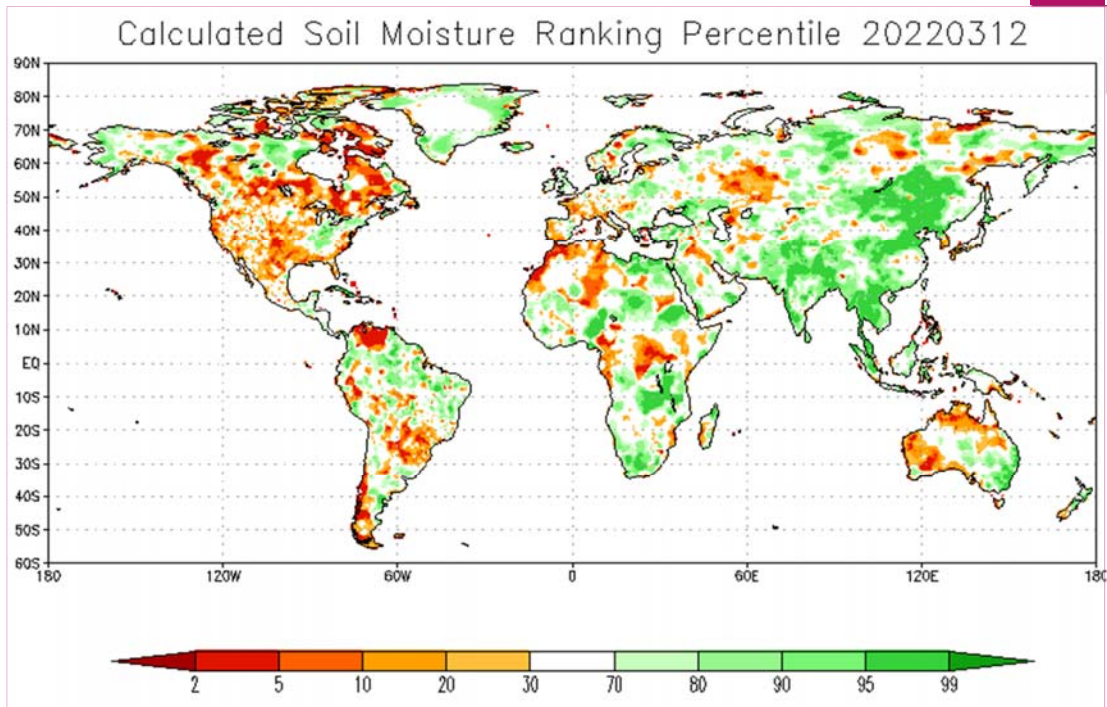 Calculated Soil Moisture Ranking Percentile 20220312
90N
80N
70N
60N
50N
40N
30N
20N
10N
EQ
10S
20S
30S
40S
50S
60S
180 120W 60W 0 60E 120E 180
2 5 10 20 30 70 80 90 95 99